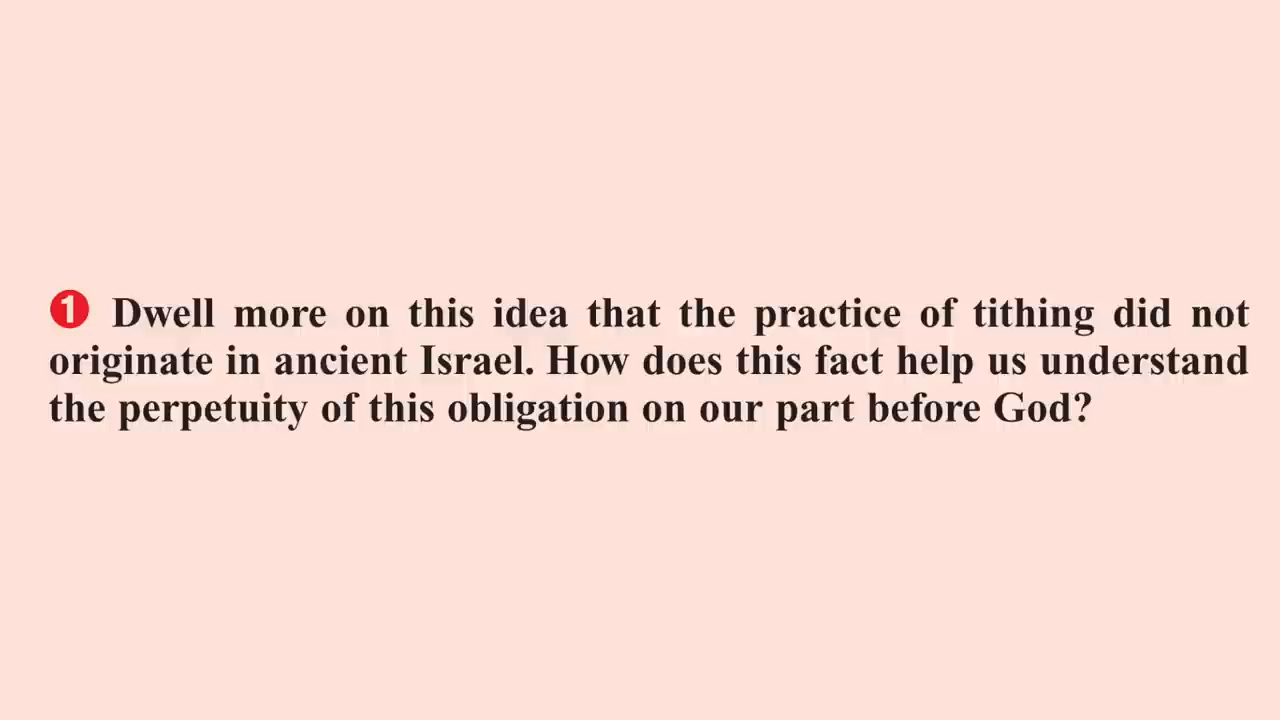 ❶ Dwell more on this idea that the practice of tithing did not
originate in ancient Israel. How does this fact help us understand
the perpetuity of this obligation on our part before God?